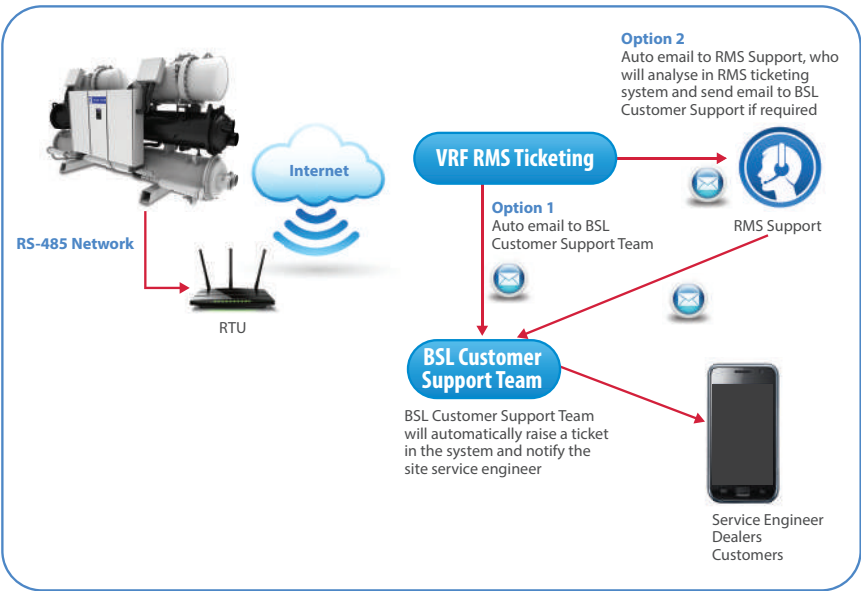 Option 2
Auto email to RMS Support, who
will analyse in RMS ticketing
system and send email to BSL
Customer Support if required
Internet
VRF RMS Ticketing
Option 1
Auto email to BSL
Customer Support Team
RMS Support
RS-485 Network
RTU
BSL Customer
Support Team
BSL Customer Support Team
will automatically raise a ticket
in the system and notify the
site service engineer
Service Engineer
Dealers
Customers